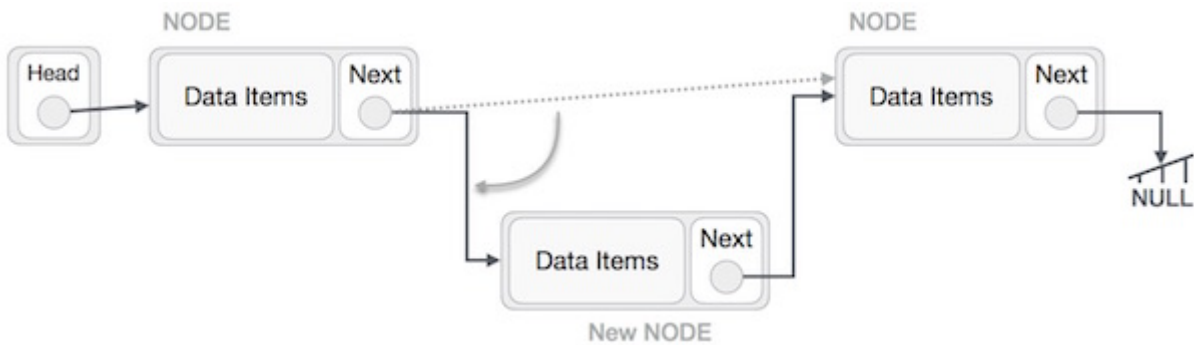 NODE
Head
Data Items
Next
NODE
Data Items
Next
NULL
Data Items
Next
New NODE